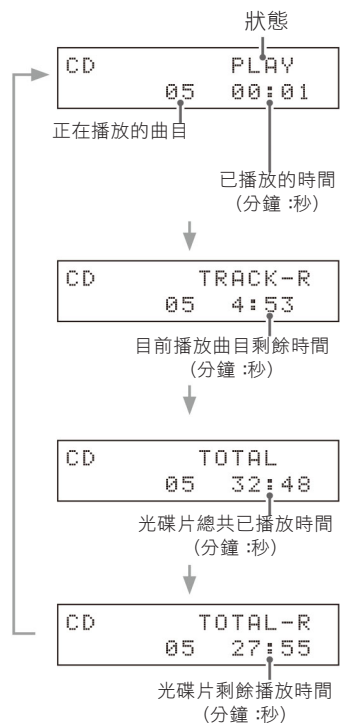 狀態
CD PLAY
05 00:01
正在播放的曲目
已播放的時間
(分鐘:秒)
CD TRACK-R
05 4:53
目前播放曲目剩餘時間
(分鐘:秒)
CD TOTAL
05 32:48
光碟片總共已播放時間
(分鐘:秒)
CD TOTAL-R
05 27:55
光碟片剩餘播放時間
(分鐘:秒)